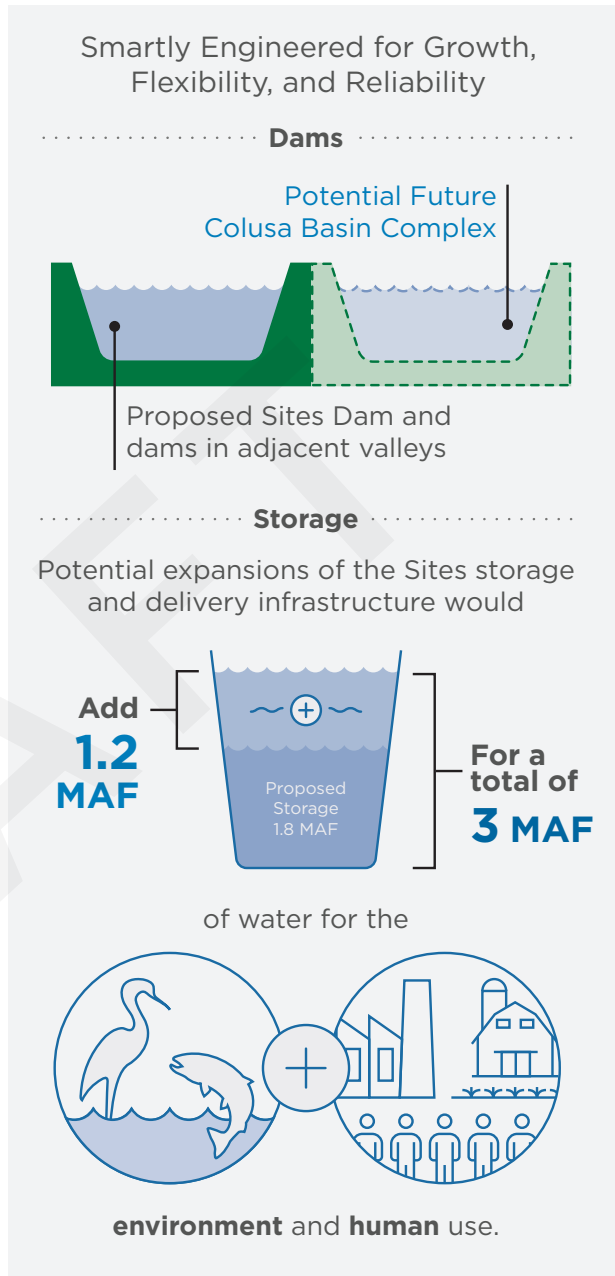 Smartly Engineered for Growth,
Flexibility, and Reliability
Dams
Potential Future
Colusa Basin Complex
Proposed Sites Dam and
dams in adjacent valleys
Storage
Potential expansions of the Sites storage
and delivery infrastructure would
Add
1.2
MAF
Proposed
Storage
1.8 MAF
For a
total of
3 MAF
of water for the
environment and human use.